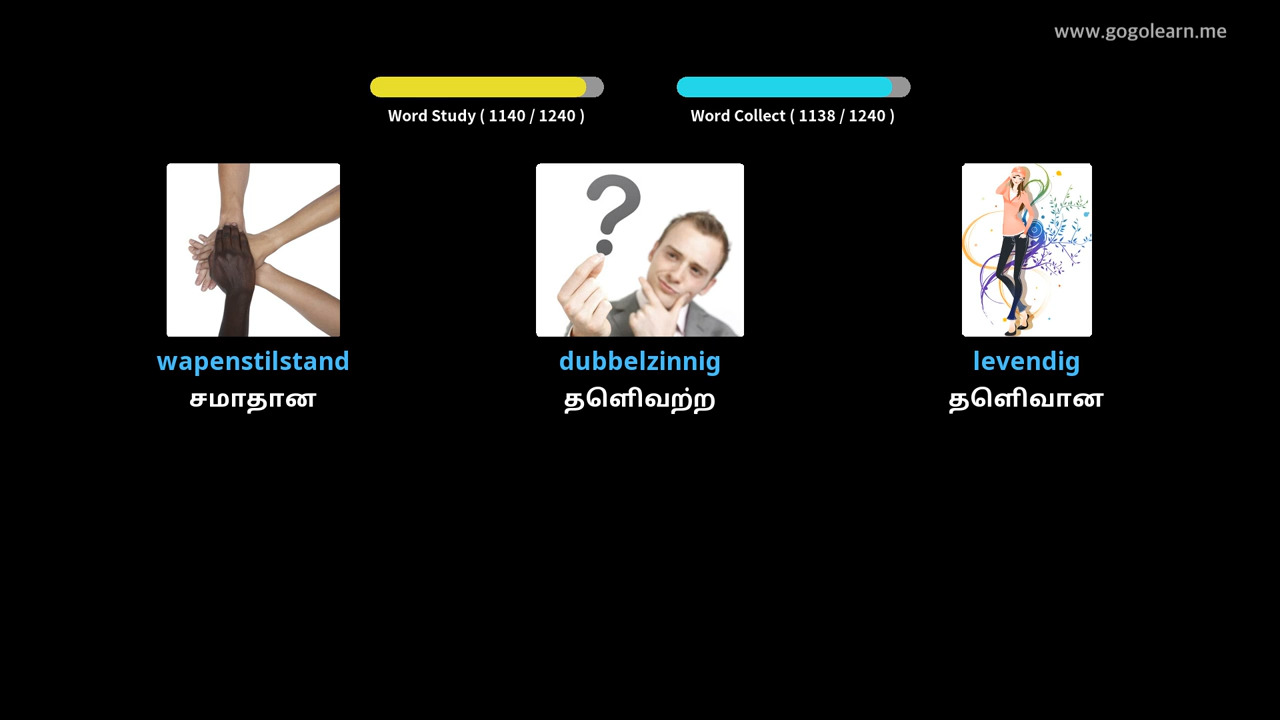 www.gogolearn.me
Word Study ( 1140 / 1240 )
Word Collect ( 1138 / 1240 )
wapenstilstand
dubbelzinnig
levendig
சமாதான
தெளிவற்ற
தெளிவான